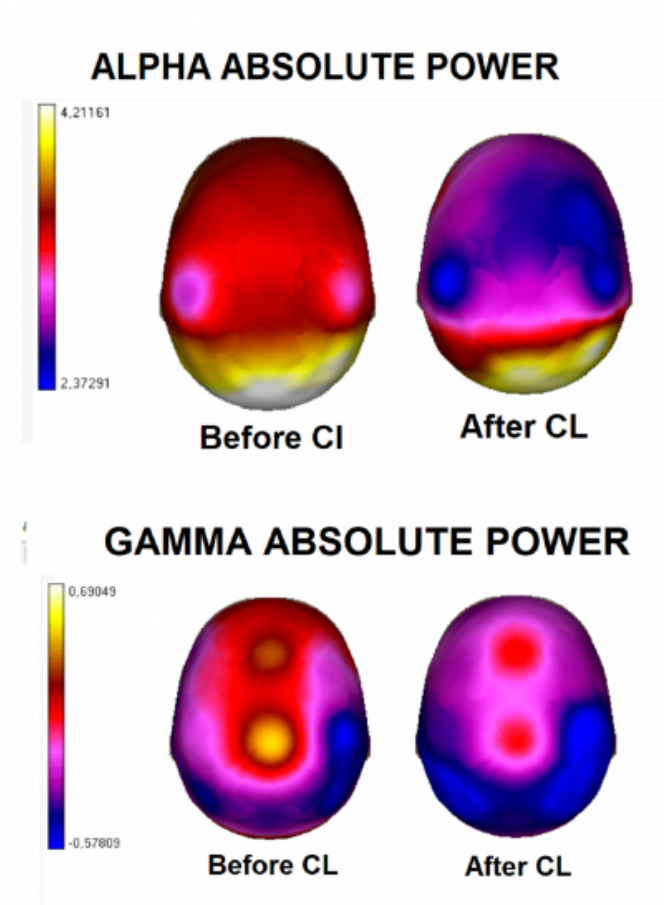 ALPHA ABSOLUTE POWER
4,21161
2,37291
Before CI
After CL
GAMMA ABSOLUTE POWER
0,69049
-0,57809
Before CL
After CL